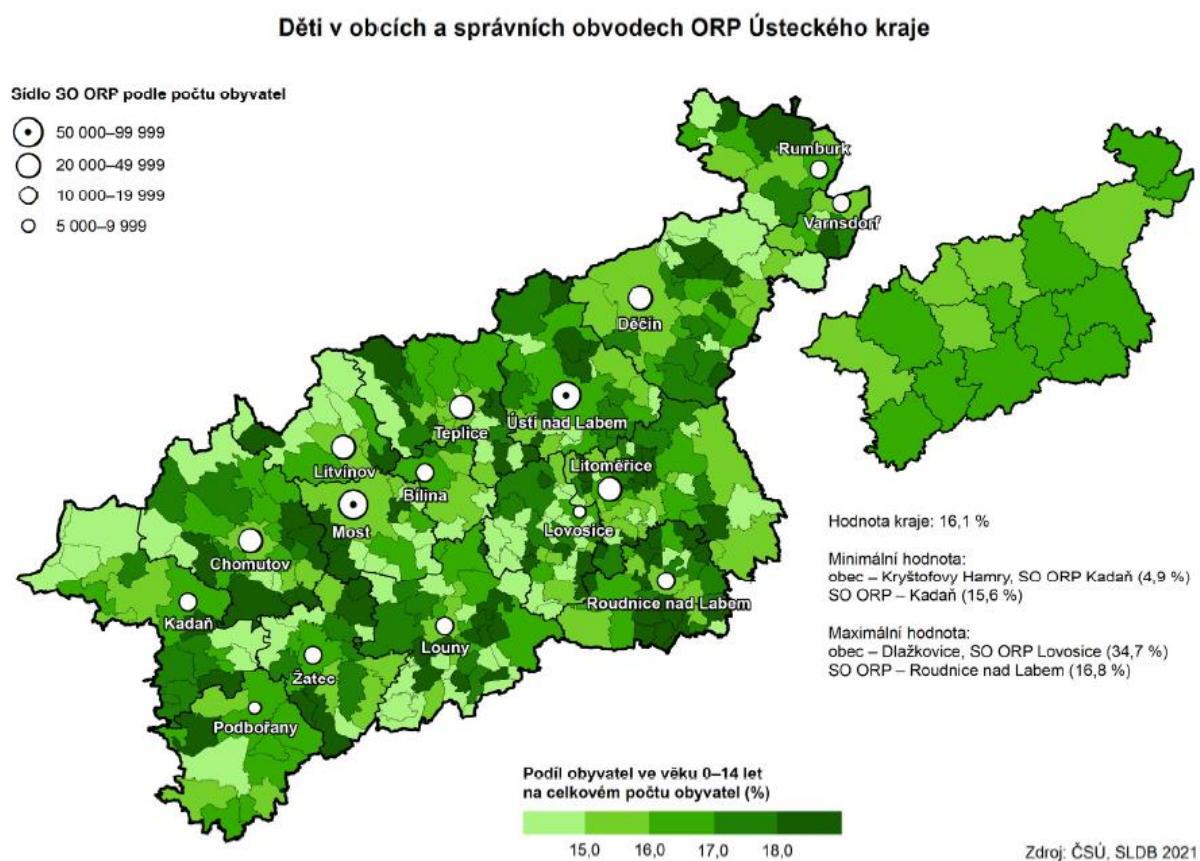 Děti v obcích a správních obvodech ORP Ústeckého kraje
Sídlo SO ORP podle počtu obyvatel
50 000–99 999
20 000–49 999
10 000–19 999
5 000–9 999
Rumburk
Varnsdorf
Děčín
Teplice
Ústí nad Labem
Litvínov
Bílina
Litoměřice
Most
Lovosice
Chomutov
Roudnice nad Labem
Kadaň
Louny
Žatec
Podbořany
Hodnota kraje: 16,1 %
Minimální hodnota:
obec – Kryštofovy Hamry, SO ORP Kadaň (4,9 %)
SO ORP – Kadaň (15,6 %)
Maximální hodnota:
obec – Dlažkovice, SO ORP Lovosice (34,7 %)
SO ORP – Roudnice nad Labem (16,8 %)
Podíl obyvatel ve věku 0–14 let
na celkovém počtu obyvatel (%)
15,0 16,0 17,0 18,0
Zdroj: ČSÚ, SLDB 2021